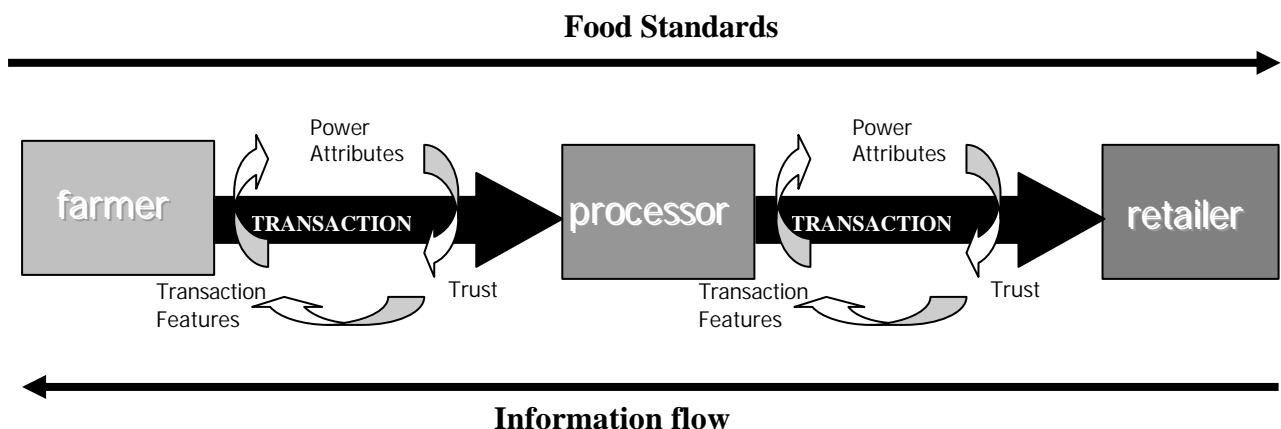 Food Standards
Power
Attributes
Power
Attributes
farmer
TRANSACTION
processor
TRANSACTION
retailer
Transaction
Features
Trust
Transaction
Features
Trust
Information flow